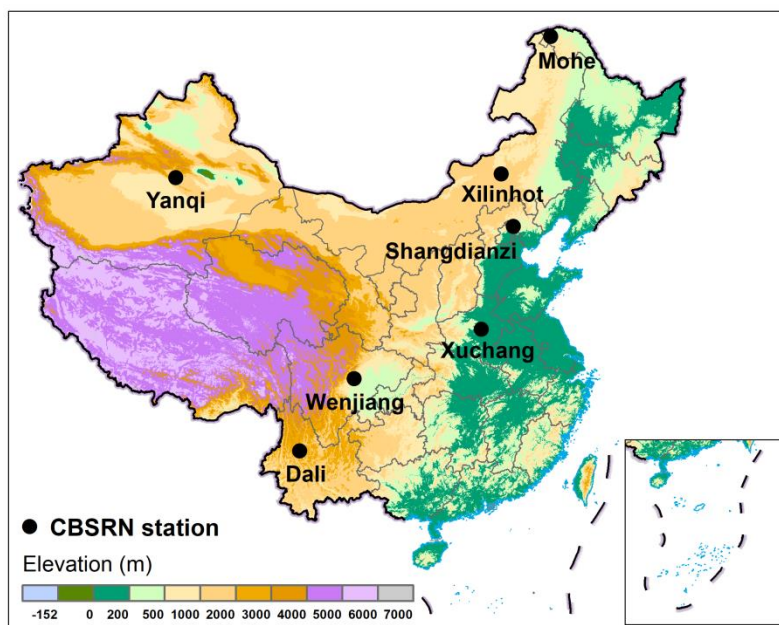 Mohe
Yanqi
Xilinhot
Shangdianzi
Xuchang
Wenjiang
Dali
CBSRN station
Elevation (m)
-152 0 200 500 1000 2000 3000 4000 5000 6000 7000